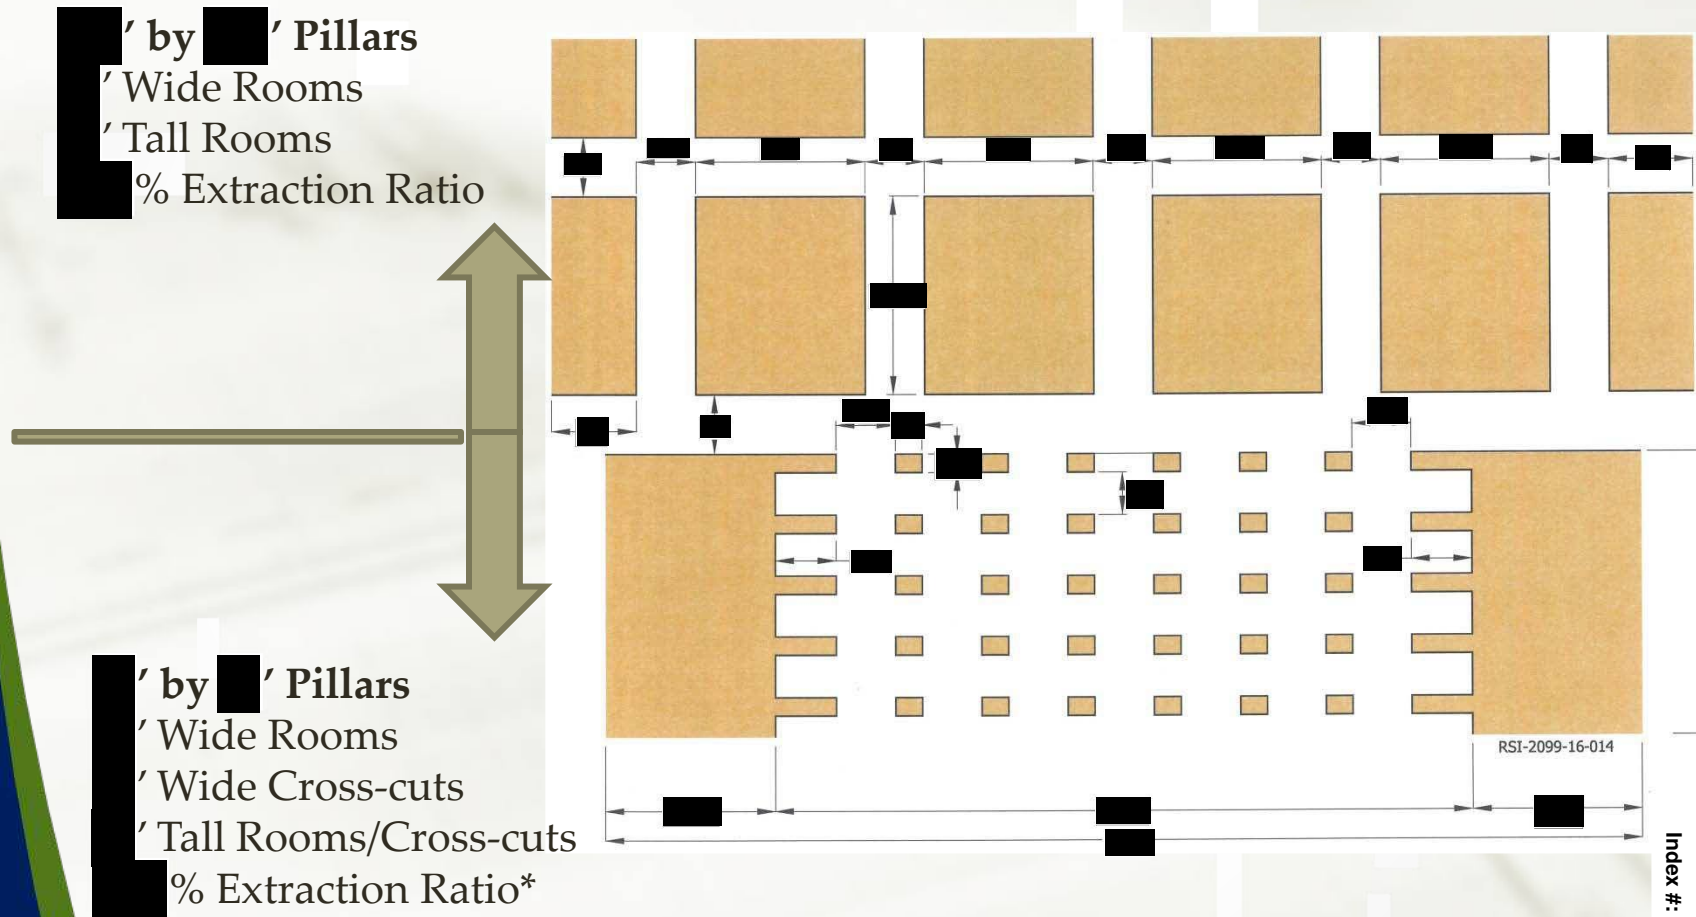 ’ by ’ Pillars
’ Wide Rooms
’ Tall Rooms
% Extraction Ratio
’ by ’ Pillars
’ Wide Rooms
’ Wide Cross-cuts
’ Tall Rooms/Cross-cuts
% Extraction Ratio*
RSI-2099-16-014
Index #: